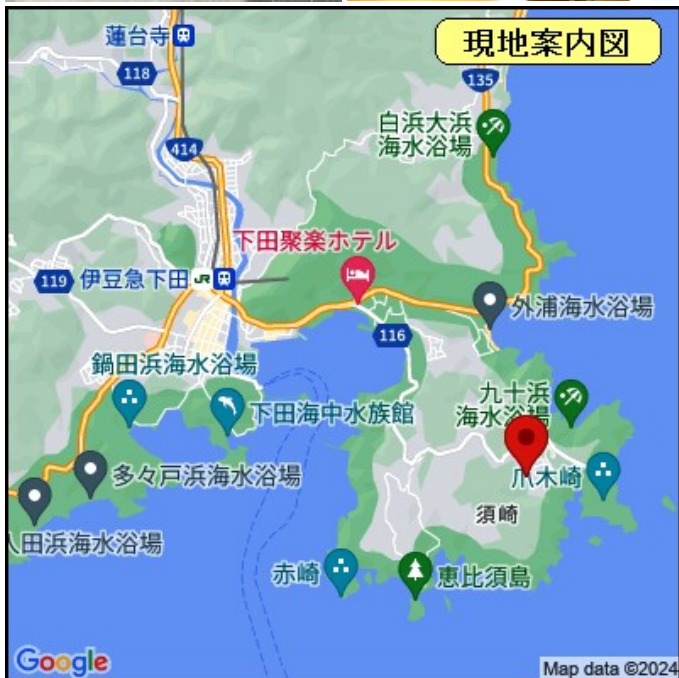 蓮台寺
現地案内図
118
135
白浜大浜
海水浴場
414
下田聚楽ホテル
119
伊豆急下田
JR
外浦海水浴場
116
鍋田浜海水浴場
九十浜
海水浴場
下田海中水族館
多々戸浜海水浴場
爪木崎
須崎
入田浜海水浴場
赤崎
恵比須島
Google
Map data ©2024